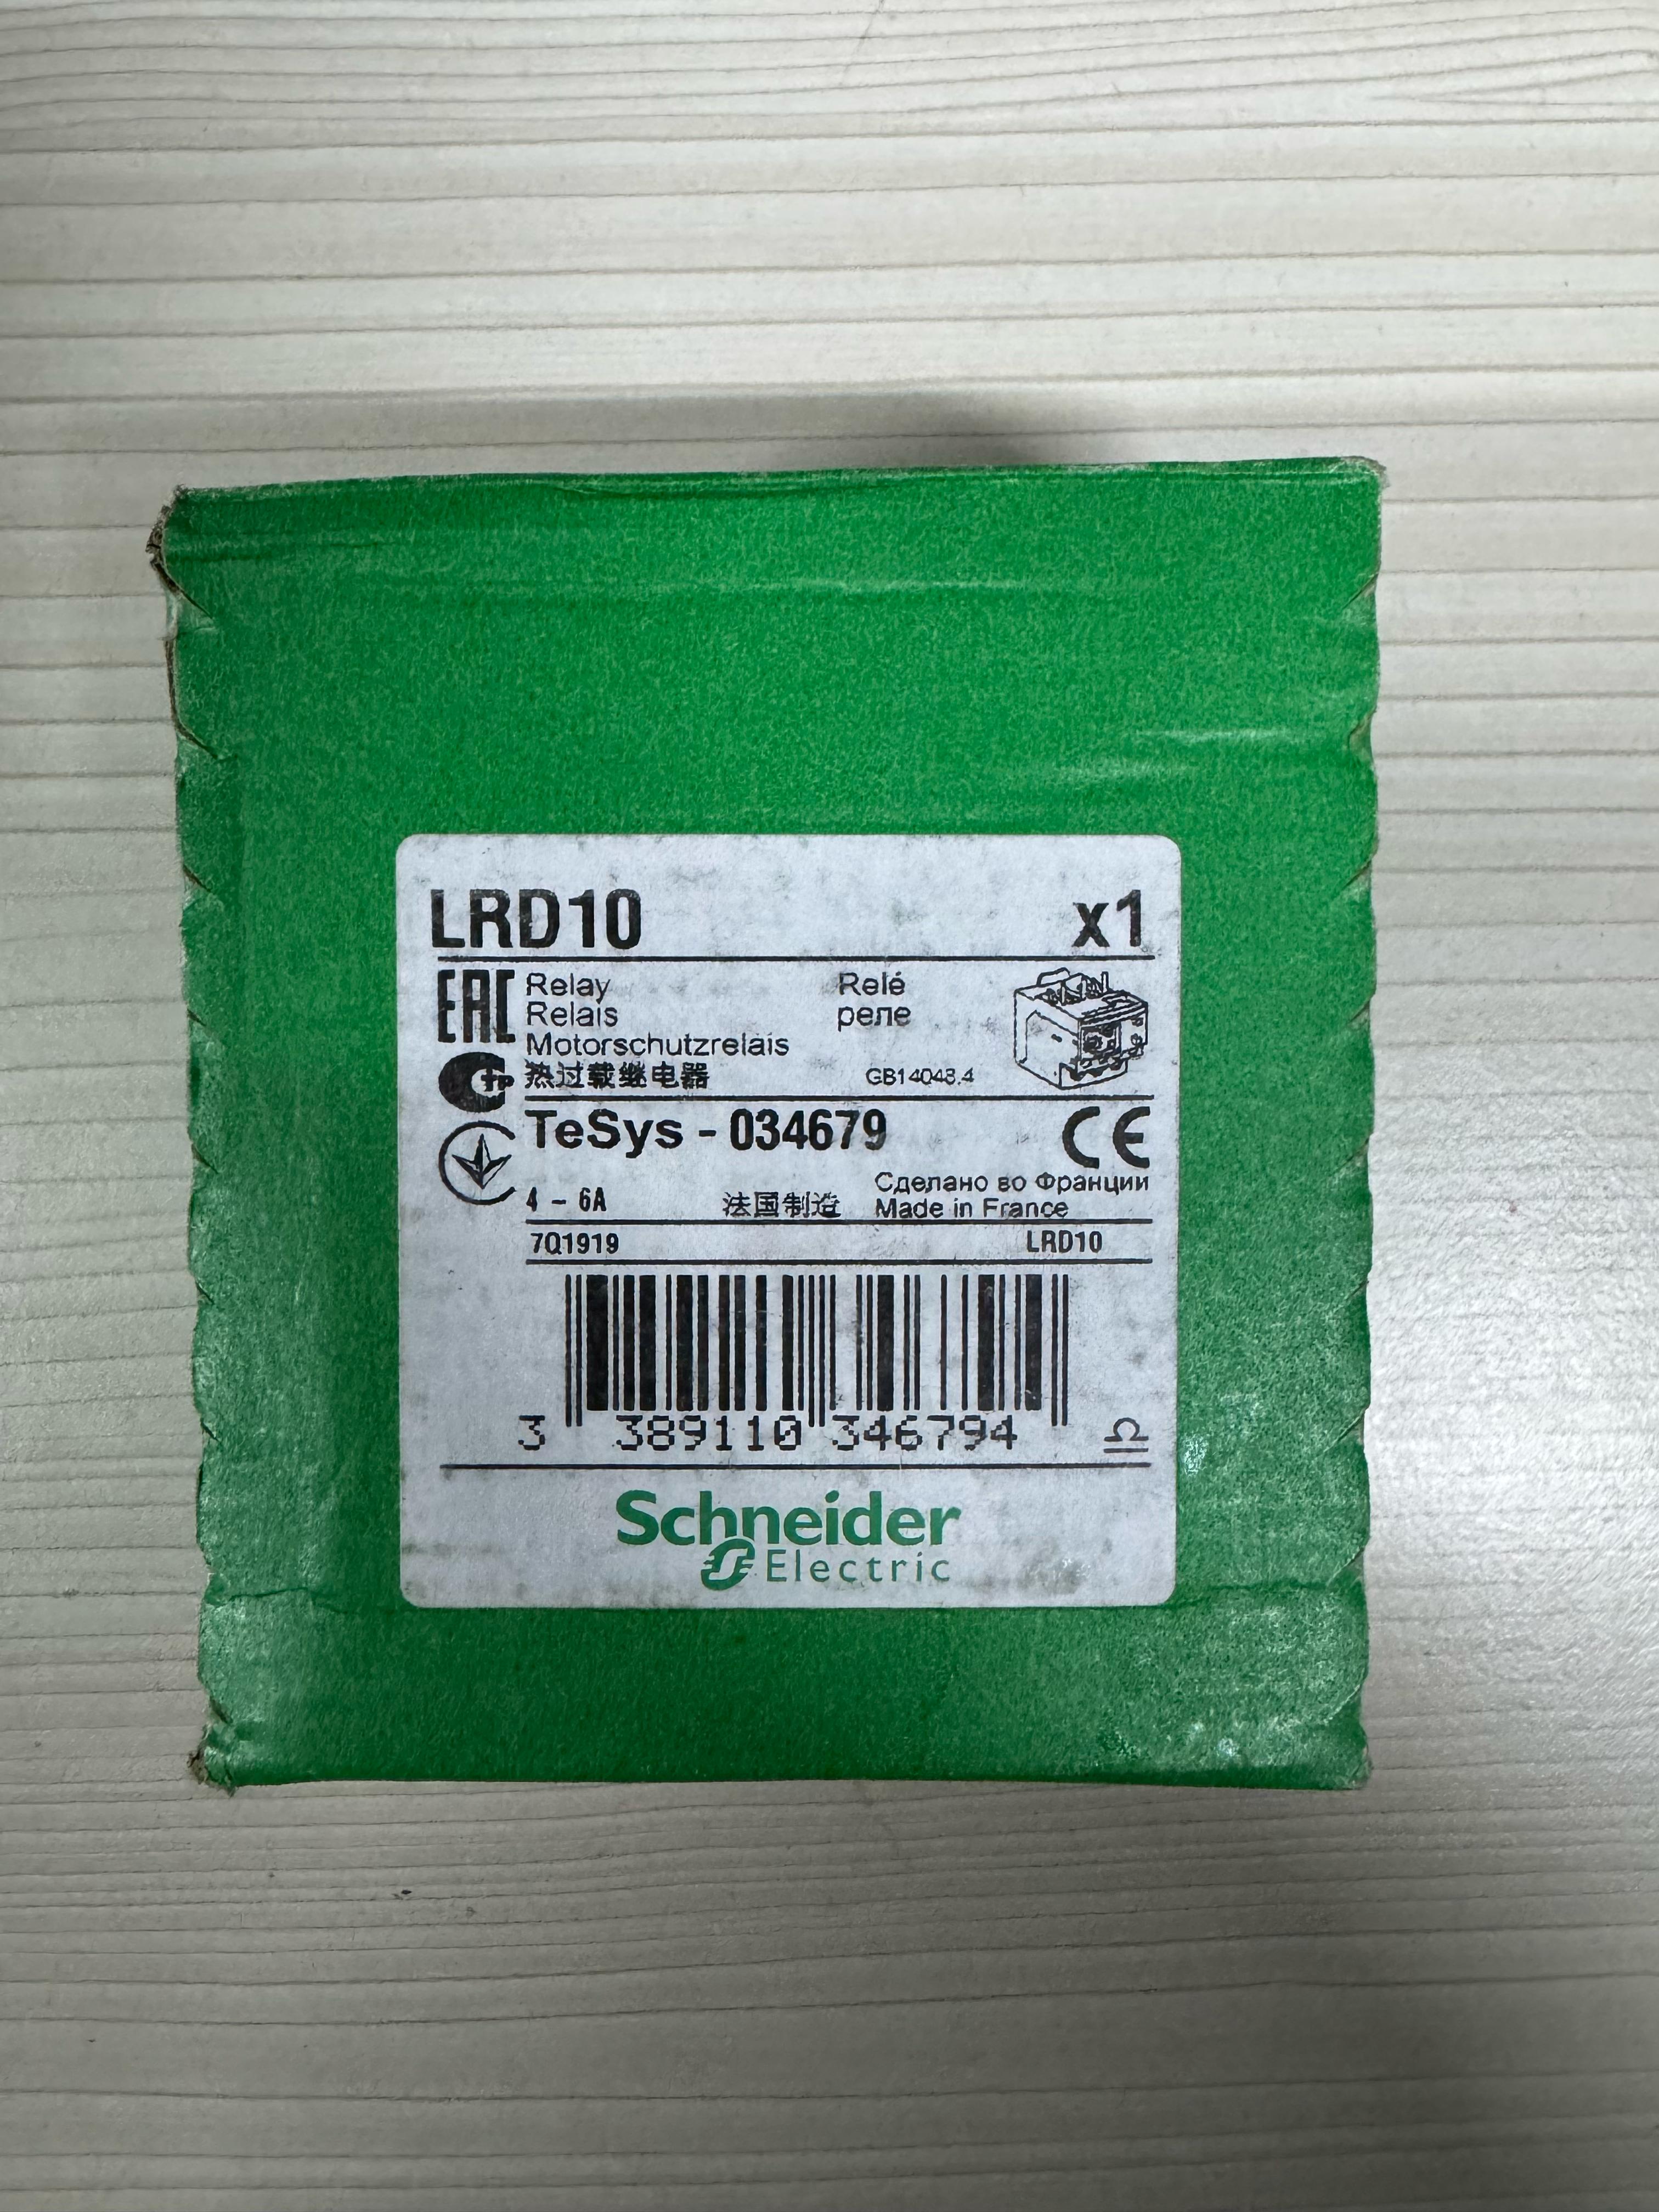 LRD10 x1
EAC Relay Relé
Relais реле
Motorschutzrelais
热过载继电器 GB14048.4
TeSys - 034679 CE
Сделано во Франции
4 - 6A 法国制造 Made in France
7Q1919 LRD10
3 389110 346794
Schneider
Electric